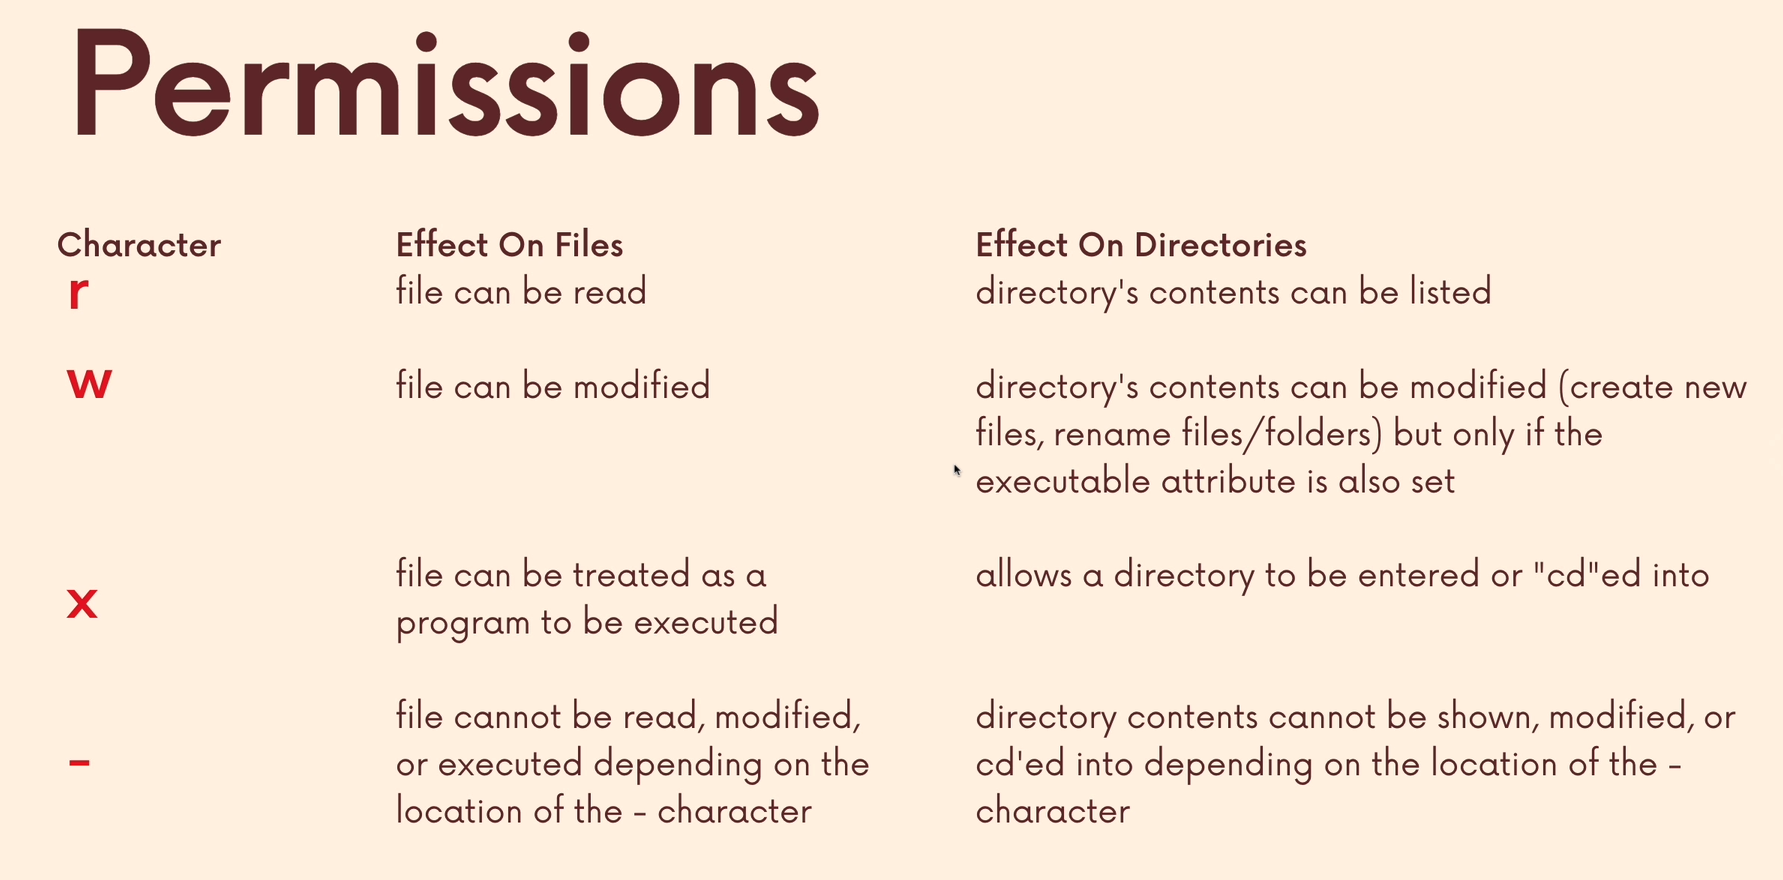 Permissions
Character Effect On Files Effect On Directories
r file can be read directory's contents can be listed
w file can be modified directory's contents can be modified (create new
files, rename files/folders) but only if the
executable attribute is also set
x file can be treated as a allows a directory to be entered or "cd"ed into
program to be executed
file cannot be read, modified, directory contents cannot be shown, modified, or
- or executed depending on the cd'ed into depending on the location of the -
location of the - character character